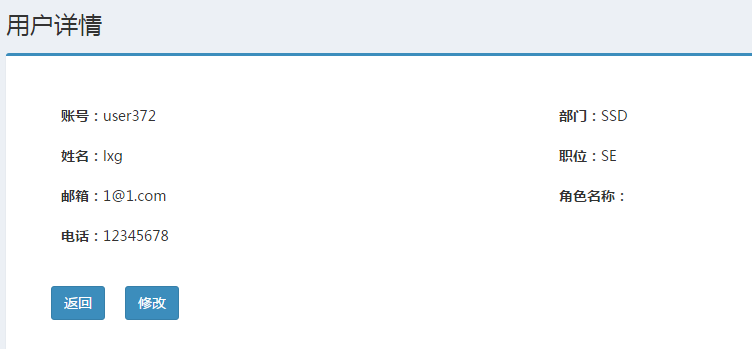 用户详情
账号：user372
部门：SSD
姓名：lxg
职位：SE
邮箱：1@1.com
角色名称：
电话：12345678
返回
修改